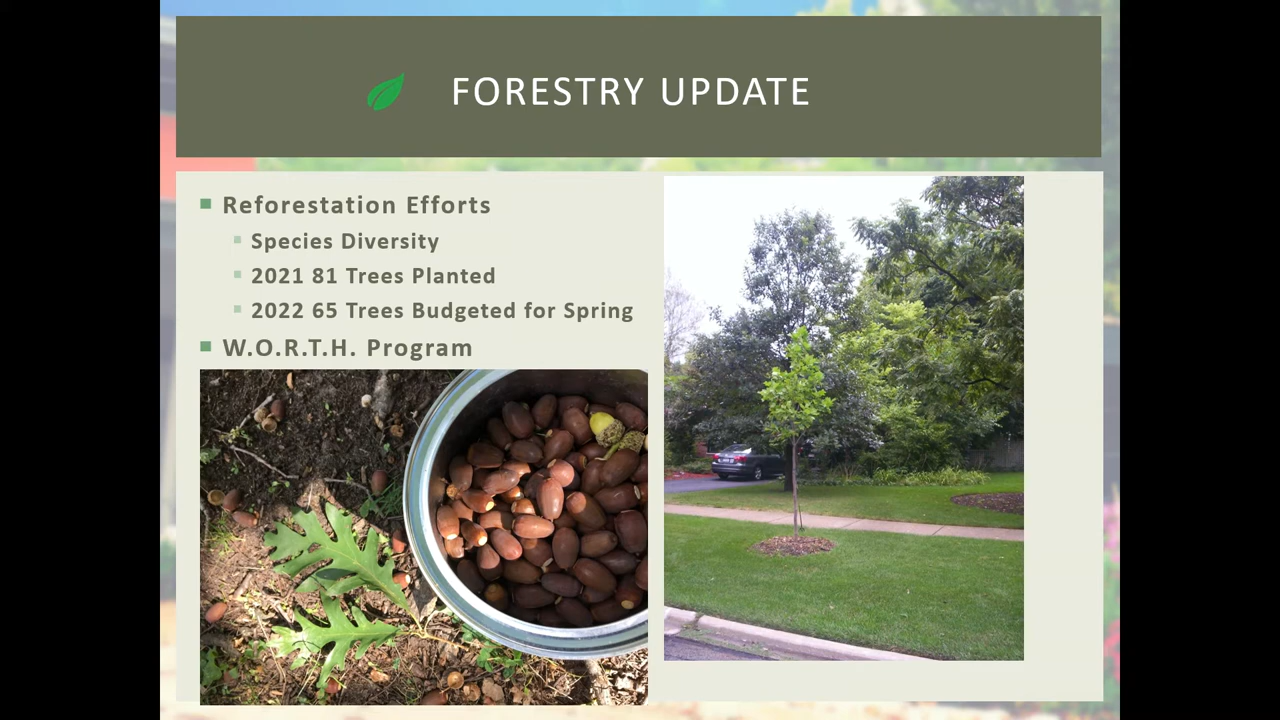 FORESTRY UPDATE
Reforestation Efforts
Species Diversity
2021 81 Trees Planted
2022 65 Trees Budgeted for Spring
W.O.R.T.H. Program